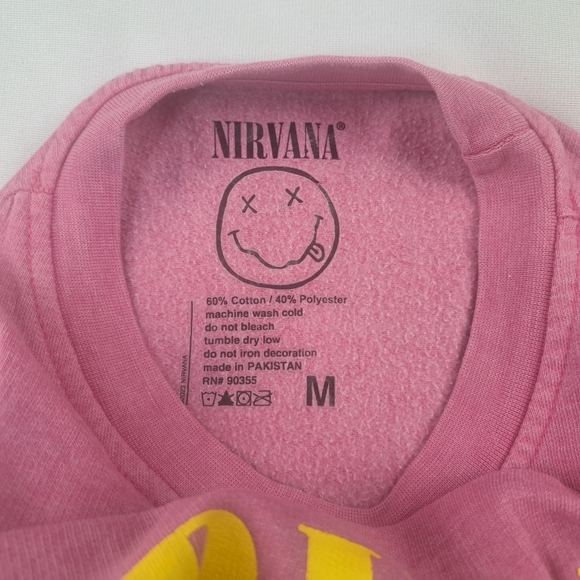 NIRVANA®
60% Cotton / 40% Polyester
machine wash cold
do not bleach
tumble dry low
do not iron decoration
made in PAKISTAN
RN# 90355
M
NIRVANA